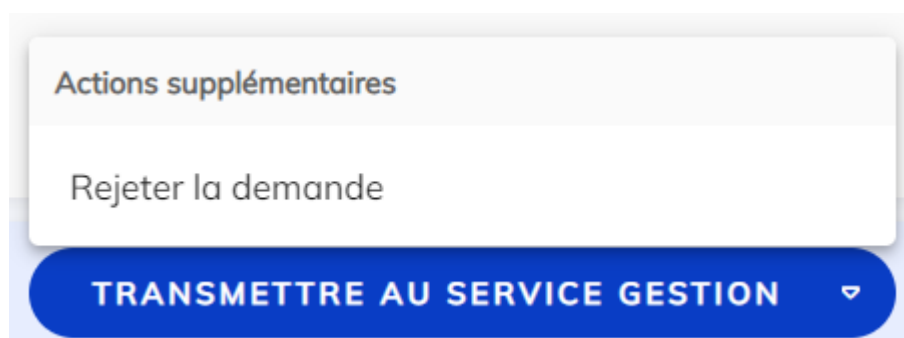 Actions supplémentaires
Rejeter la demande
TRANSMETTRE AU SERVICE GESTION